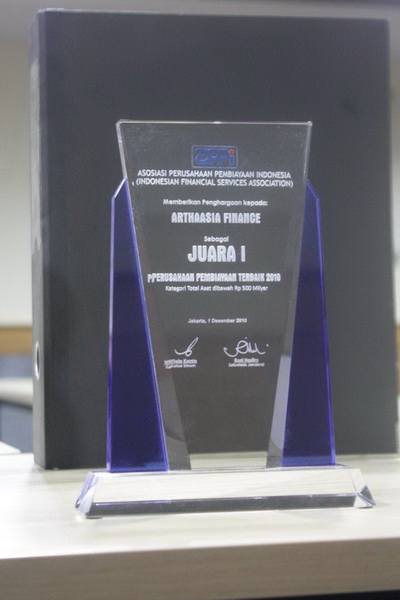 APPI
ASOSIASI PERUSAHAAN PEMBIAYAAN INDONESIA
(INDONESIAN FINANCIAL SERVICES ASSOCIATION)
Memberikan Penghargaan kepada:
ARTHAASIA FINANCE
Sebagai
JUARA I
PPERUSAHAAN PEMBIAYAAN TERBAIK 2010
Kategori Total Aset dibawah Rp 500 Milyar
Jakarta, 1 Desember 2010